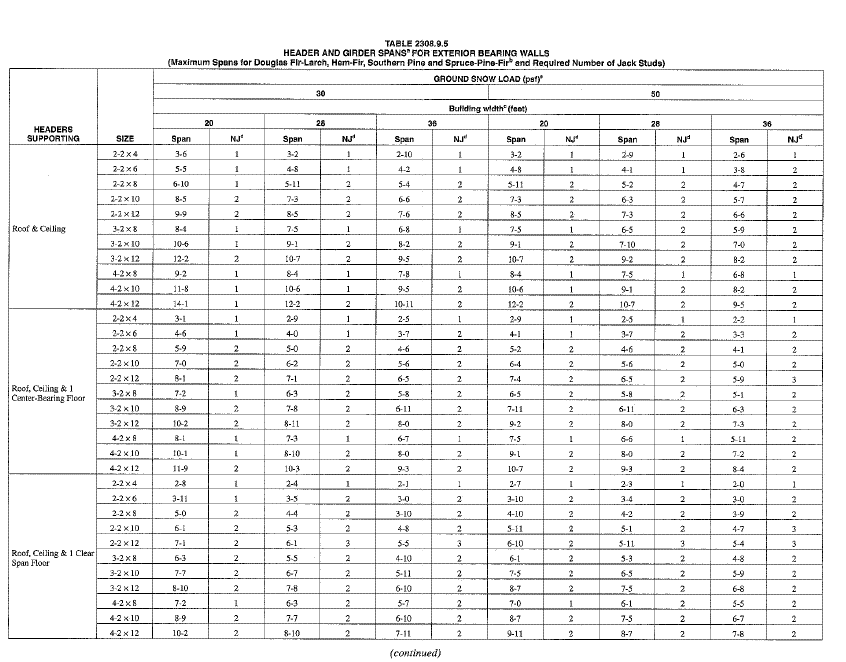 TABLE 2308.9.5
HEADER AND GIRDER SPANSª FOR EXTERIOR BEARING WALLS
(Maximum Spans for Douglas Fir-Larch, Hem-Fir, Southern Pine and Spruce-Pine-Firᵇ and Required Number of Jack Studs)
GROUND SNOW LOAD (psf)ᵉ
30 50
Building widthᶜ (feet)
20 28 36 20 28 36
HEADERS SUPPORTING SIZE Span NJᵈ Span NJᵈ Span NJᵈ Span NJᵈ Span NJᵈ Span NJᵈ
Roof & Ceiling
2-2 x 4 3-6 1 3-2 1 2-10 1 3-2 1 2-9 1 2-6 1
2-2 x 6 5-5 1 4-8 1 4-2 1 4-8 1 4-1 1 3-8 2
2-2 x 8 6-10 1 5-11 2 5-4 2 5-11 2 5-2 2 4-7 2
2-2 x 10 8-5 2 7-3 2 6-6 2 7-3 2 6-3 2 5-7 2
2-2 x 12 9-9 2 8-5 2 7-6 2 8-5 2 7-3 2 6-6 2
3-2 x 8 8-4 1 7-5 1 6-8 1 7-5 1 6-5 2 5-9 2
3-2 x 10 10-6 1 9-1 2 8-2 2 9-1 2 7-10 2 7-0 2
3-2 x 12 12-2 2 10-7 2 9-5 2 10-7 2 9-2 2 8-2 2
4-2 x 8 9-2 1 8-4 1 7-8 1 8-4 1 7-5 1 6-8 1
4-2 x 10 11-8 1 10-6 1 9-5 2 10-6 1 9-1 2 8-2 2
4-2 x 12 14-1 1 12-2 2 10-11 2 12-2 2 10-7 2 9-5 2
Roof, Ceiling & 1 Center-Bearing Floor
2-2 x 4 3-1 1 2-9 1 2-5 1 2-9 1 2-5 1 2-2 1
2-2 x 6 4-6 1 4-0 1 3-7 2 4-1 1 3-7 2 3-3 2
2-2 x 8 5-9 2 5-0 2 4-6 2 5-2 2 4-6 2 4-1 2
2-2 x 10 7-0 2 6-2 2 5-6 2 6-4 2 5-6 2 5-0 2
2-2 x 12 8-1 2 7-1 2 6-5 2 7-4 2 6-5 2 5-9 3
3-2 x 8 7-2 1 6-3 2 5-8 2 6-5 2 5-8 2 5-1 2
3-2 x 10 8-9 2 7-8 2 6-11 2 7-11 2 6-11 2 6-3 2
3-2 x 12 10-2 2 8-11 2 8-0 2 9-2 2 8-0 2 7-3 2
4-2 x 8 8-1 1 7-3 1 6-7 1 7-5 1 6-6 1 5-11 2
4-2 x 10 10-1 1 8-10 2 8-0 2 9-1 2 8-0 2 7-2 2
4-2 x 12 11-9 2 10-3 2 9-3 2 10-7 2 9-3 2 8-4 2
Roof, Ceiling & 1 Clear Span Floor
2-2 x 4 2-8 1 2-4 1 2-1 1 2-7 1 2-3 1 2-0 1
2-2 x 6 3-11 1 3-5 2 3-0 2 3-10 2 3-4 2 3-0 2
2-2 x 8 5-0 2 4-4 2 3-10 2 4-10 2 4-2 2 3-9 2
2-2 x 10 6-1 2 5-3 2 4-8 2 5-11 2 5-1 2 4-7 3
2-2 x 12 7-1 2 6-1 3 5-5 3 6-10 2 5-11 3 5-4 3
3-2 x 8 6-3 2 5-5 2 4-10 2 6-1 2 5-3 2 4-8 2
3-2 x 10 7-7 2 6-7 2 5-11 2 7-5 2 6-5 2 5-9 2
3-2 x 12 8-10 2 7-8 2 6-10 2 8-7 2 7-5 2 6-8 2
4-2 x 8 7-2 1 6-3 2 5-7 2 7-0 1 6-1 2 5-5 2
4-2 x 10 8-9 2 7-7 2 6-10 2 8-7 2 7-5 2 6-7 2
4-2 x 12 10-2 2 8-10 2 7-11 2 9-11 2 8-7 2 7-8 2
(continued)